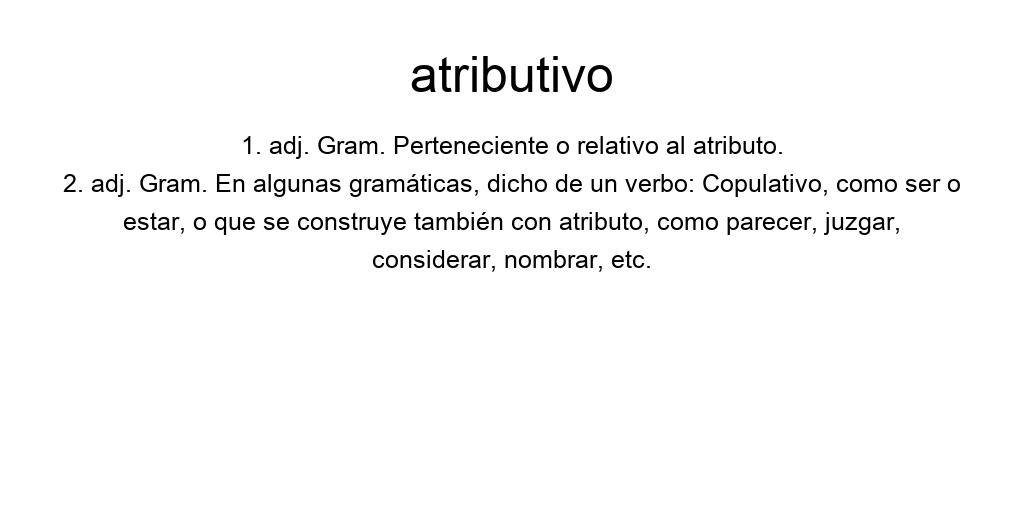 atributivo
1. adj. Gram. Perteneciente o relativo al atributo.
2. adj. Gram. En algunas gramáticas, dicho de un verbo: Copulativo, como ser o
estar, o que se construye también con atributo, como parecer, juzgar,
considerar, nombrar, etc.